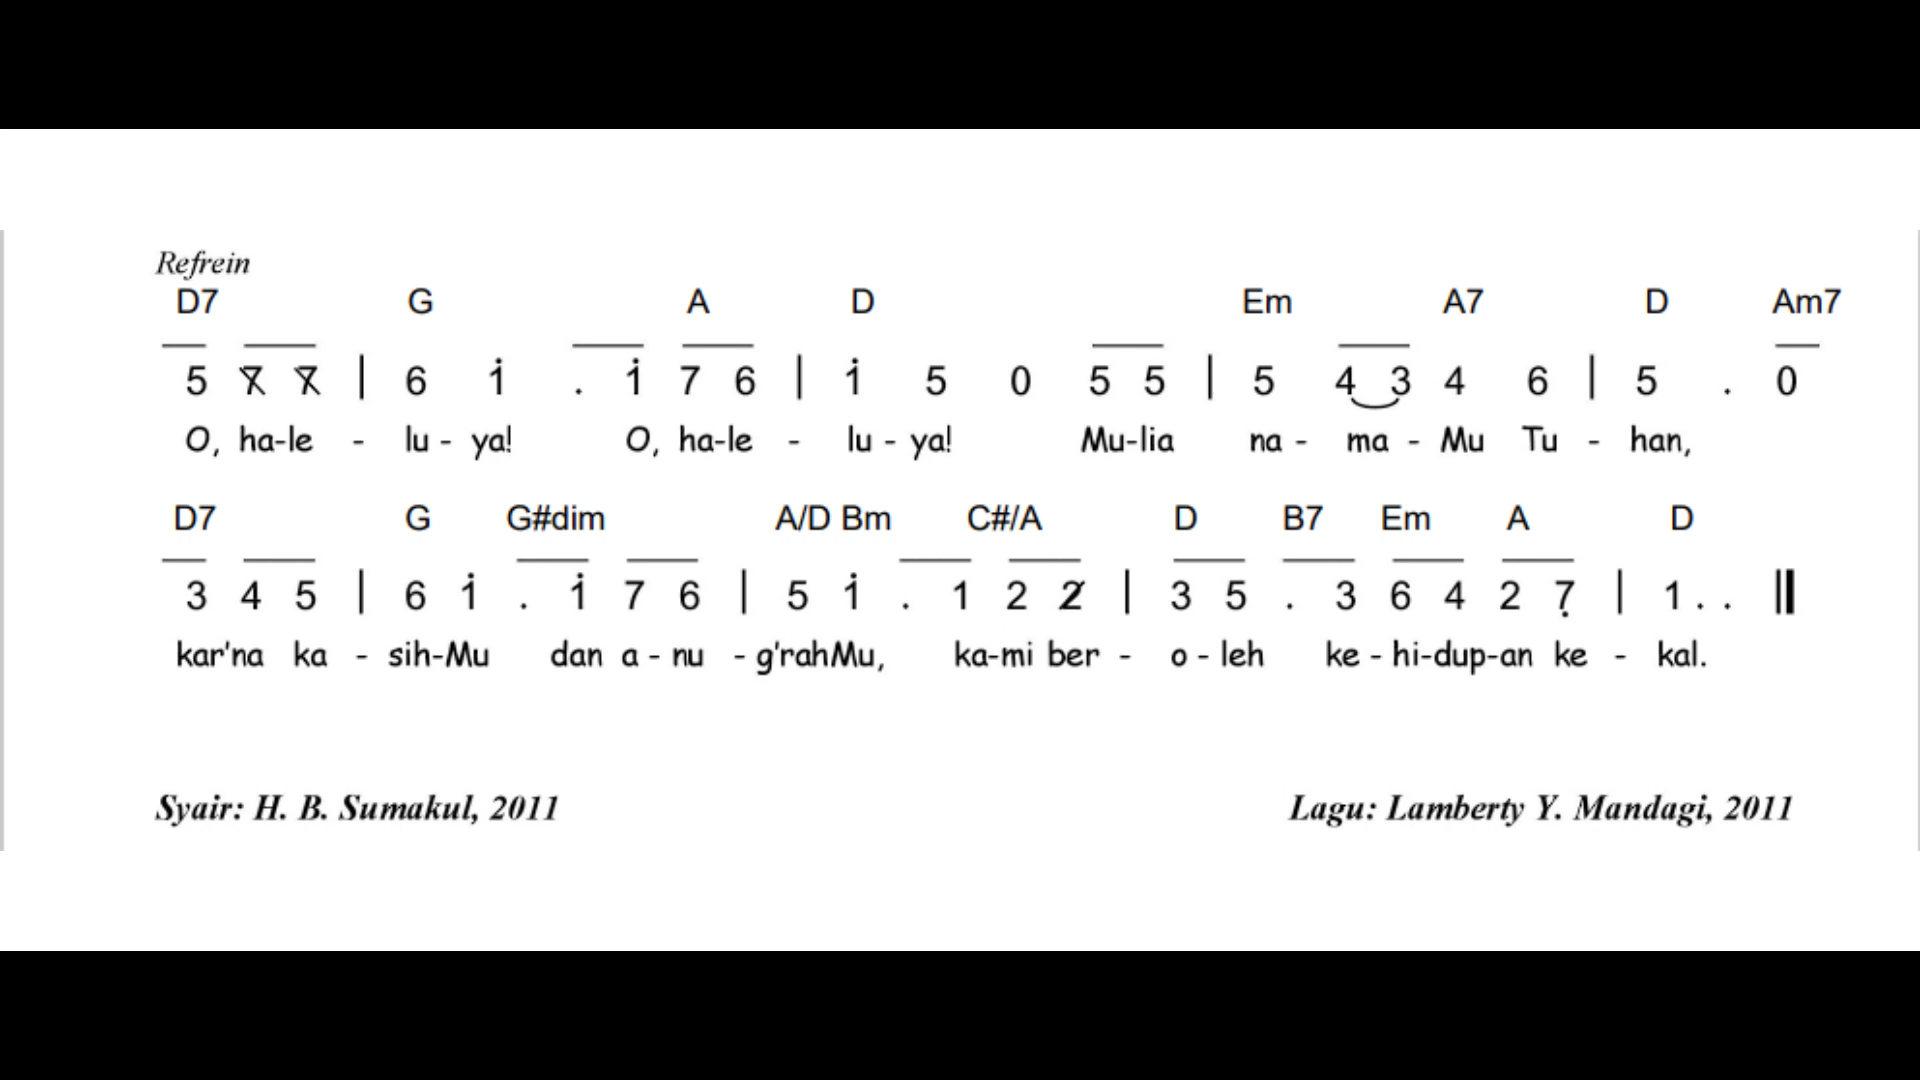 Refrein
D7 G A D Em A7 D Am7
5 7̸ 7̸ | 6 1̇ . 1̇ 7 6 | 1̇ 5 0 5 5 | 5 4 3 4 6 | 5 . 0
O, ha-le - lu - ya! O, ha-le - lu - ya! Mu-lia na - ma - Mu Tu - han,
D7 G G#dim A/D Bm C#/A D B7 Em A D
3 4 5 | 6 1̇ . 1̇ 7 6 | 5 1̇ . 1 2 2̸ | 3 5 . 3 6 4 2 7̣ | 1 . . ||
kar'na ka - sih-Mu dan a - nu - g'rahMu, ka-mi ber - o - leh ke - hi-dup-an ke - kal.
Syair: H. B. Sumakul, 2011 Lagu: Lamberty Y. Mandagi, 2011